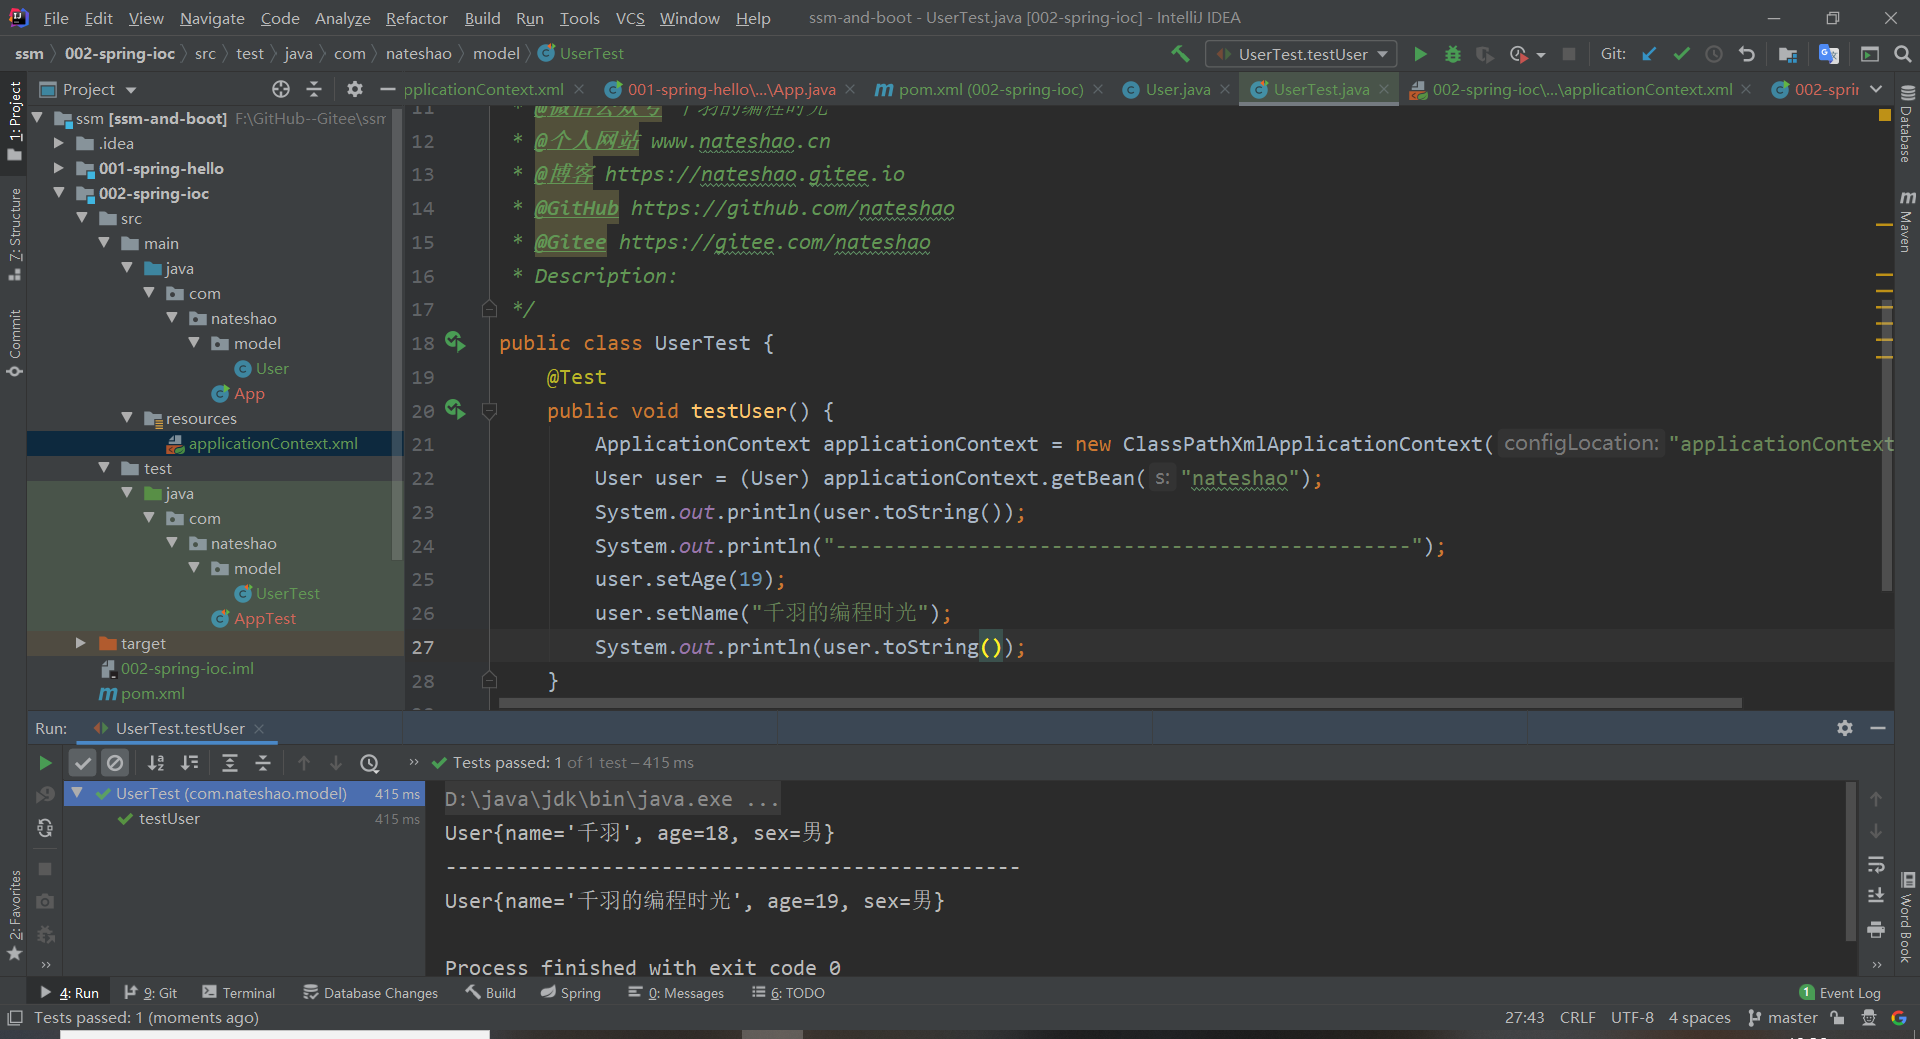 File Edit View Navigate Code Analyze Refactor Build Run Tools VCS Window Help ssm-and-boot - UserTest.java [002-spring-ioc] - IntelliJ IDEA
ssm 002-spring-ioc src test java com nateshao model UserTest UserTest.testUser Git:
Project pplicationContext.xml 001-spring-hello\...\App.java pom.xml (002-spring-ioc) User.java UserTest.java 002-spring-ioc\...\applicationContext.xml 002-sprir
1: Project
7: Structure
Commit
2: Favorites
Database
Maven
Word Book
ssm [ssm-and-boot] F:\GitHub--Gitee\ssm
.idea
001-spring-hello
002-spring-ioc
src
main
java
com
nateshao
model
User
App
resources
applicationContext.xml
test
java
com
nateshao
model
UserTest
AppTest
target
002-spring-ioc.iml
pom.xml
11 * @微信公众号 千羽的编程时光
12 * @个人网站 www.nateshao.cn
13 * @博客 https://nateshao.gitee.io
14 * @GitHub https://github.com/nateshao
15 * @Gitee https://gitee.com/nateshao
16 * Description:
17 */
18 public class UserTest {
19 @Test
20 public void testUser() {
21 ApplicationContext applicationContext = new ClassPathXmlApplicationContext( configLocation: "applicationContext
22 User user = (User) applicationContext.getBean( s: "nateshao");
23 System.out.println(user.toString());
24 System.out.println("------------------------------------------------");
25 user.setAge(19);
26 user.setName("千羽的编程时光");
27 System.out.println(user.toString());
28 }
Run: UserTest.testUser
Tests passed: 1 of 1 test – 415 ms
UserTest (com.nateshao.model) 415 ms
testUser 415 ms
D:\java\jdk\bin\java.exe ...
User{name='千羽', age=18, sex=男}
------------------------------------------------
User{name='千羽的编程时光', age=19, sex=男}
Process finished with exit code 0
4: Run 9: Git Terminal Database Changes Build Spring 0: Messages 6: TODO 1 Event Log
Tests passed: 1 (moments ago) 27:43 CRLF UTF-8 4 spaces master